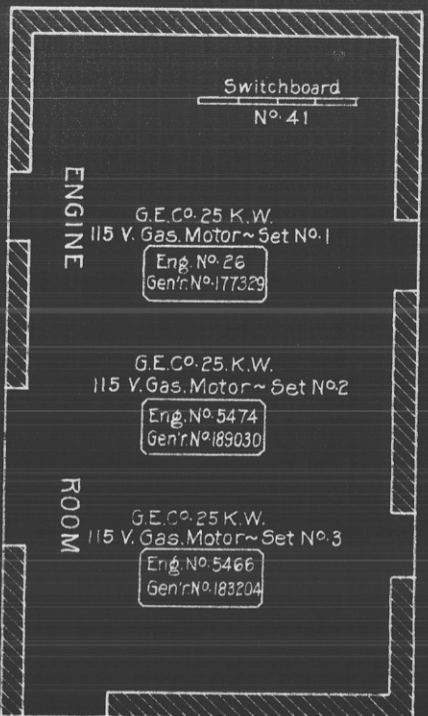 Switchboard
No. 41
ENGINE
G.E.Co. 25 K.W.
115 V. Gas. Motor ~ Set No. 1
Eng. No. 26
Gen'r. No. 177329
G.E.Co. 25. K.W.
115 V. Gas. Motor ~ Set No. 2
Eng. No. 5474
Gen'r. No. 189030
ROOM
G.E.Co. 25 K.W.
115 V. Gas. Motor ~ Set No. 3
Eng. No. 5466
Gen'r No. 183204